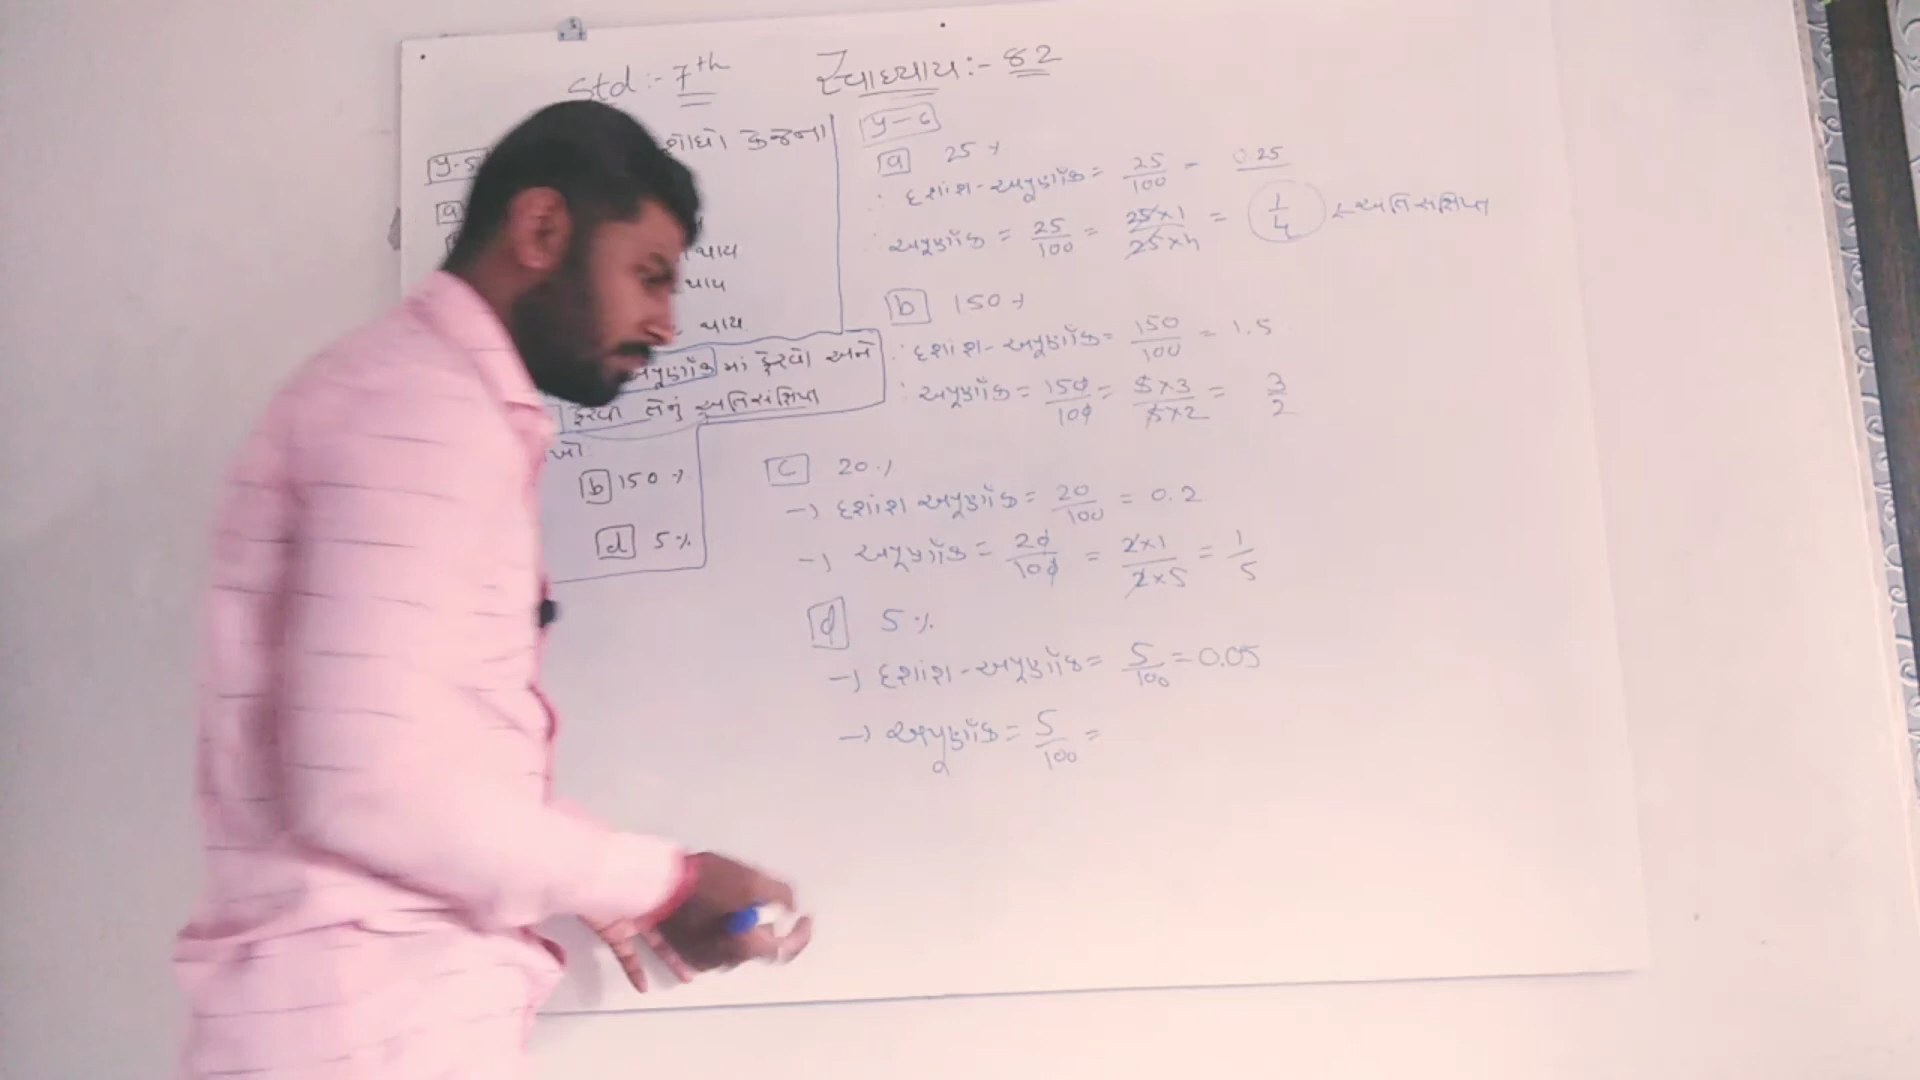 Std :- 7th
સ્વાધ્યાય :- 82
પ્ર-5 શોધો કેજના
a
થાય
થાય
થાય
અપૂર્ણાંક માં ફેરવો અને
ફેરવી તેનું અતિસંક્ષિપ્ત
b 150 %
d 5 %
પ્ર-6
a 25 %
∴ દશાંશ-અપૂર્ણાંક = 25/100 = 0.25
∴ અપૂર્ણાંક = 25/100 = 25×1/25×4 = 1/4 ← અતિસંક્ષિપ્ત
b 150 %
∴ દશાંશ-અપૂર્ણાંક = 150/100 = 1.5
∴ અપૂર્ણાંક = 150/100 = 5×3/5×2 = 3/2
c 20 %
→ દશાંશ અપૂર્ણાંક = 20/100 = 0.2
→ અપૂર્ણાંક = 20/100 = 2×1/2×5 = 1/5
d 5 %
→ દશાંશ-અપૂર્ણાંક = 5/100 = 0.05
→ અપૂર્ણાંક = 5/100 =